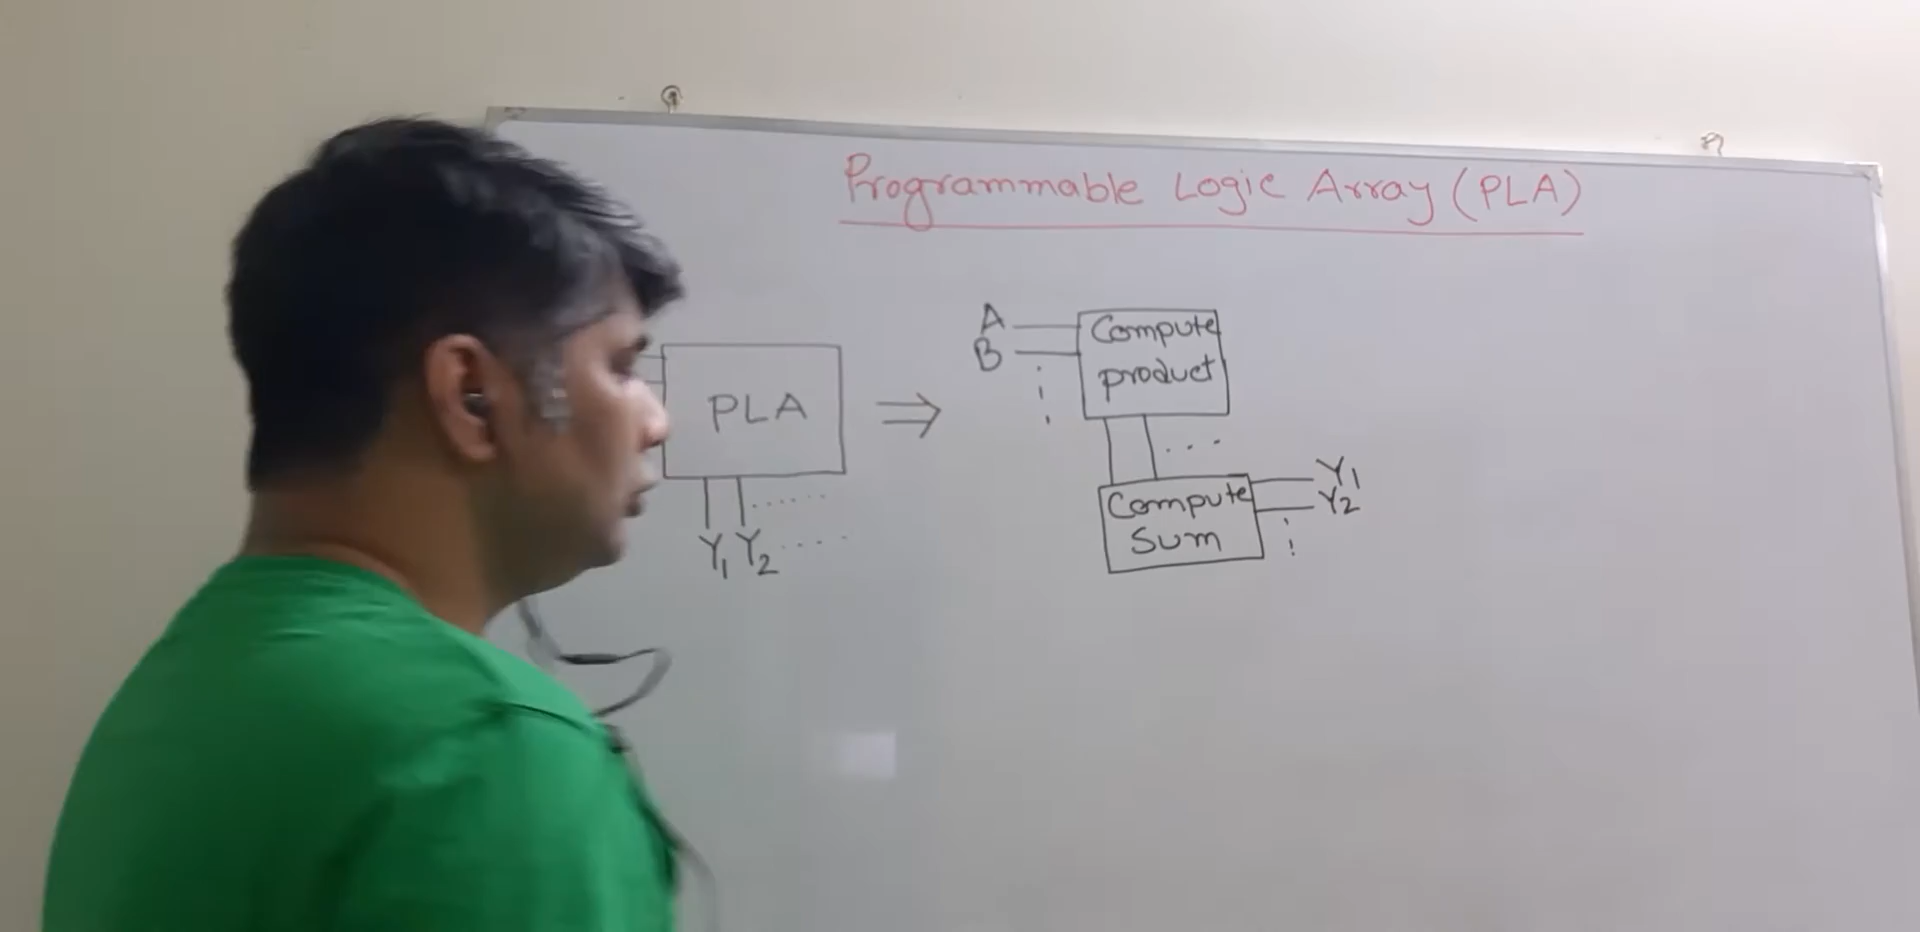 Programmable Logic Array (PLA)
PLA
Y1 Y2
A
B
Compute
product
Compute
Sum
Y1
Y2